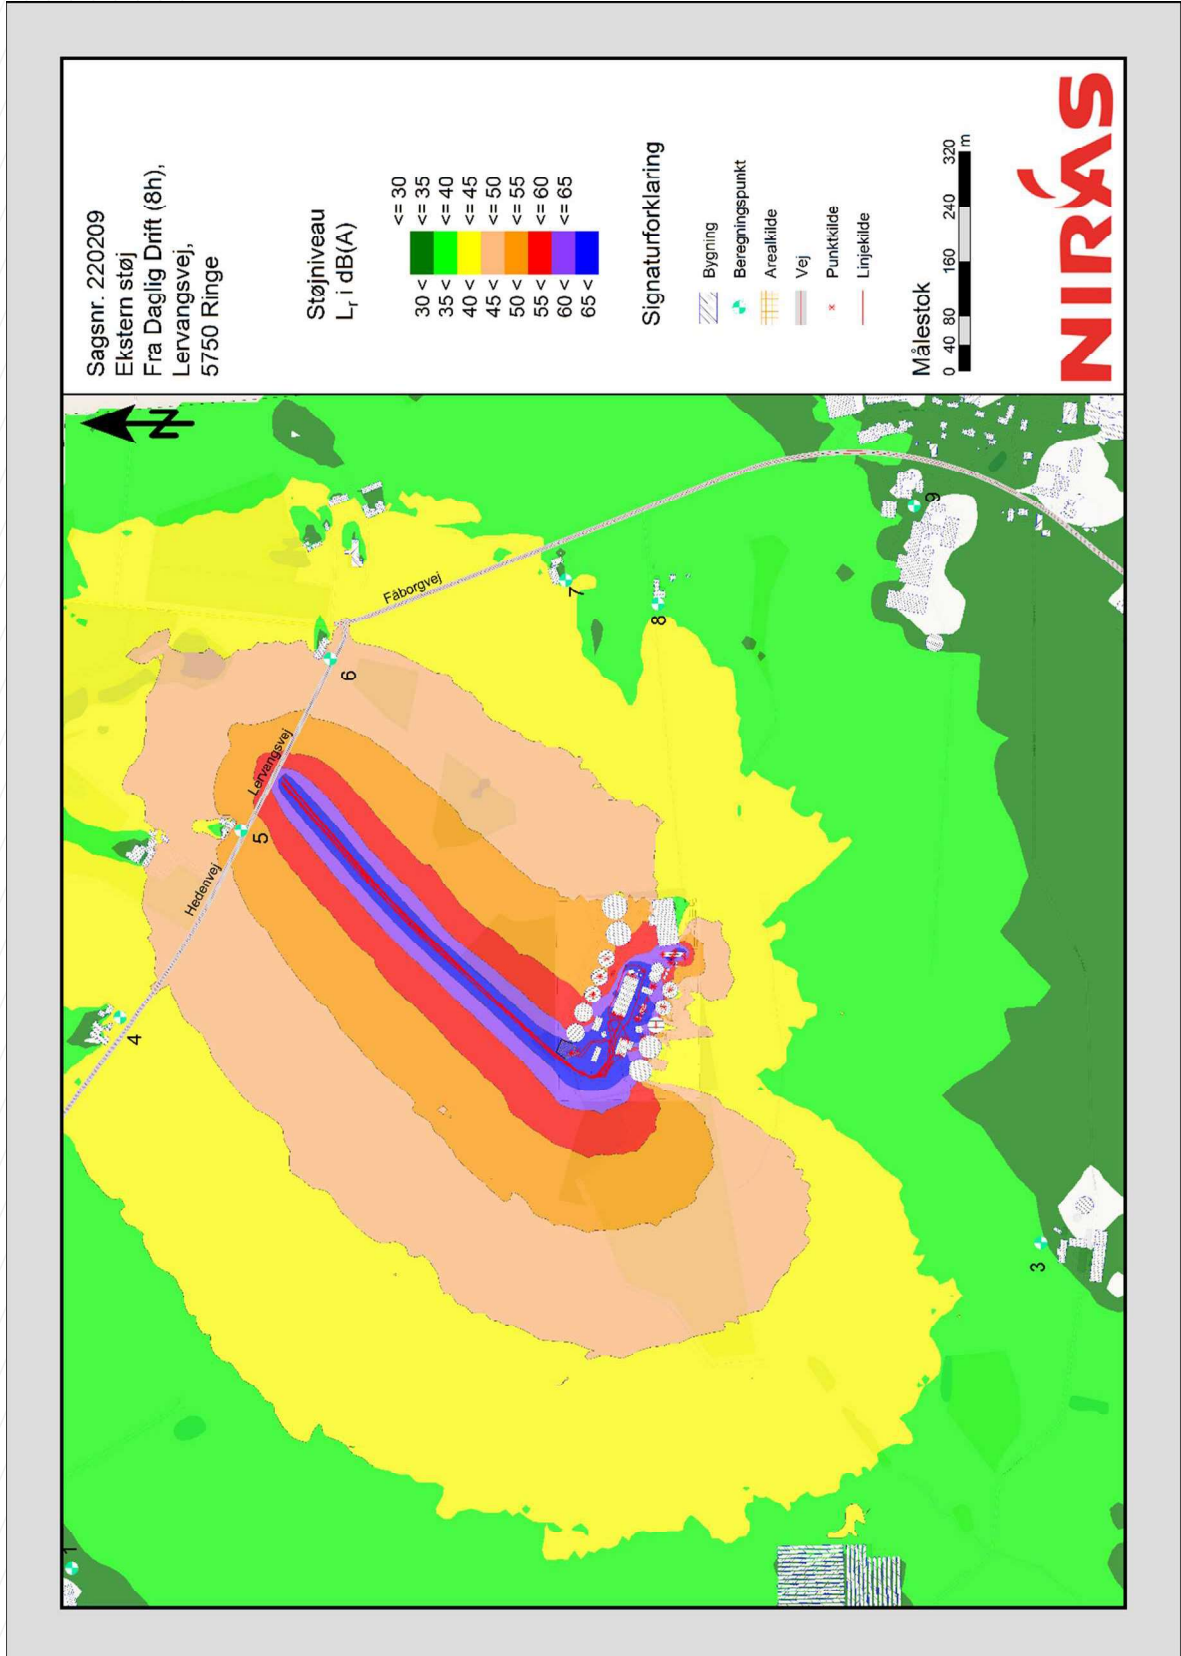 Sagsnr. 220209
Ekstern støj
Fra Daglig Drift (8h),
Lervangsvej,
5750 Ringe
Støjniveau
Lr i dB(A)
<= 30
30 < <= 35
35 < <= 40
40 < <= 45
45 < <= 50
50 < <= 55
55 < <= 60
60 < <= 65
65 <
Signaturforklaring
Bygning
Beregningspunkt
Arealkilde
Vej
Punktkilde
Linjekilde
Målestok
0 40 80 160 240 320
m
NIRAS
N
Hedenvej
Lervangsvej
Fåborgvej
1
3
4
5
6
7
8
9